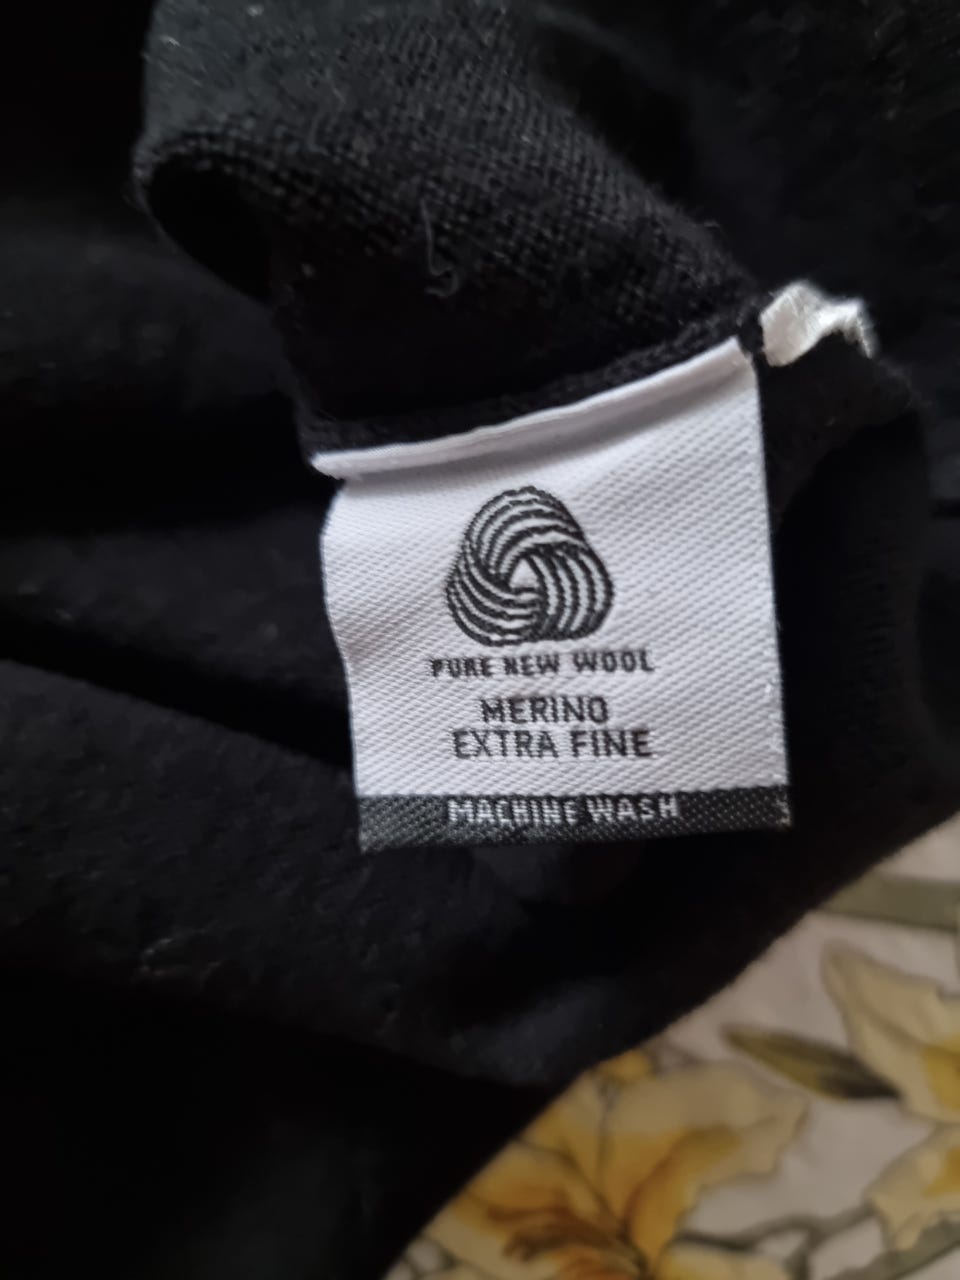 PURE NEW WOOL
MERINO
EXTRA FINE
MACHINE WASH